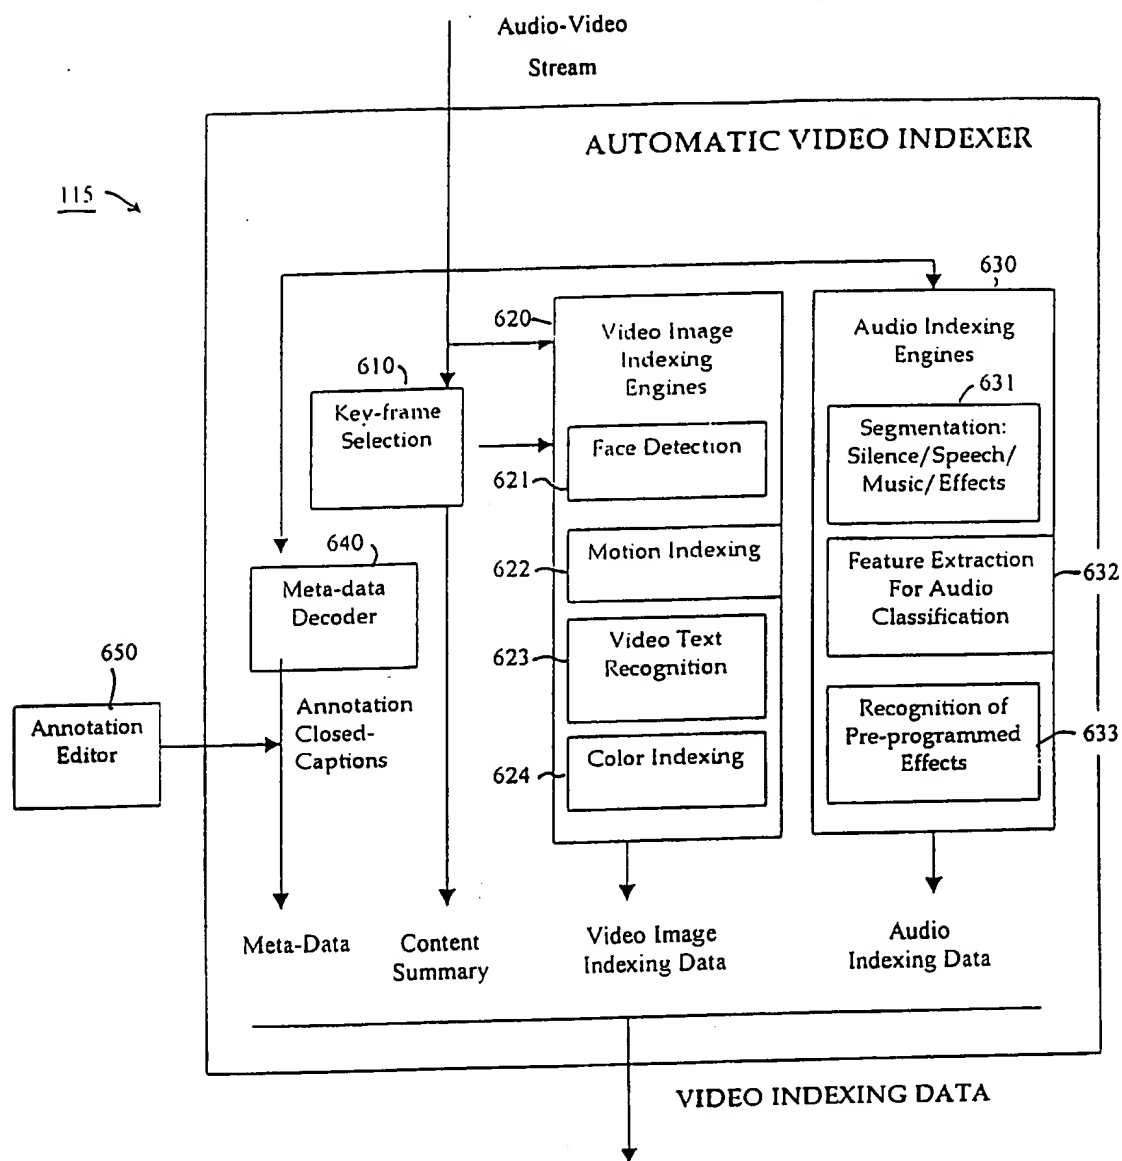 Audio-Video
Stream
AUTOMATIC VIDEO INDEXER
115
630
620
Video Image
Indexing
Engines
Audio Indexing
Engines
610
Key-frame
Selection
631
Segmentation:
Silence/Speech/
Music/Effects
Face Detection
621
640
Motion Indexing
622
Feature Extraction
For Audio
Classification
632
Meta-data
Decoder
650
623
Video Text
Recognition
Annotation
Editor
Annotation
Closed-
Captions
Recognition of
Pre-programmed
Effects
633
624
Color Indexing
Meta-Data
Content
Summary
Video Image
Indexing Data
Audio
Indexing Data
VIDEO INDEXING DATA